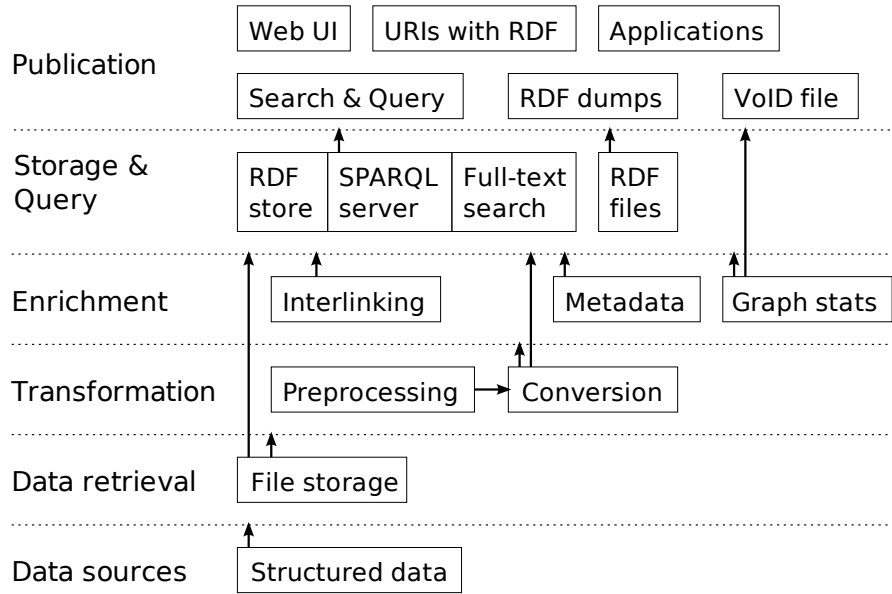 Web UI
URIs with RDF
Applications
Publication
Search & Query
RDF dumps
VoID file
Storage &
Query
RDF
store
SPARQL
server
Full-text
search
RDF
files
Enrichment
Interlinking
Metadata
Graph stats
Transformation
Preprocessing
Conversion
Data retrieval
File storage
Data sources
Structured data